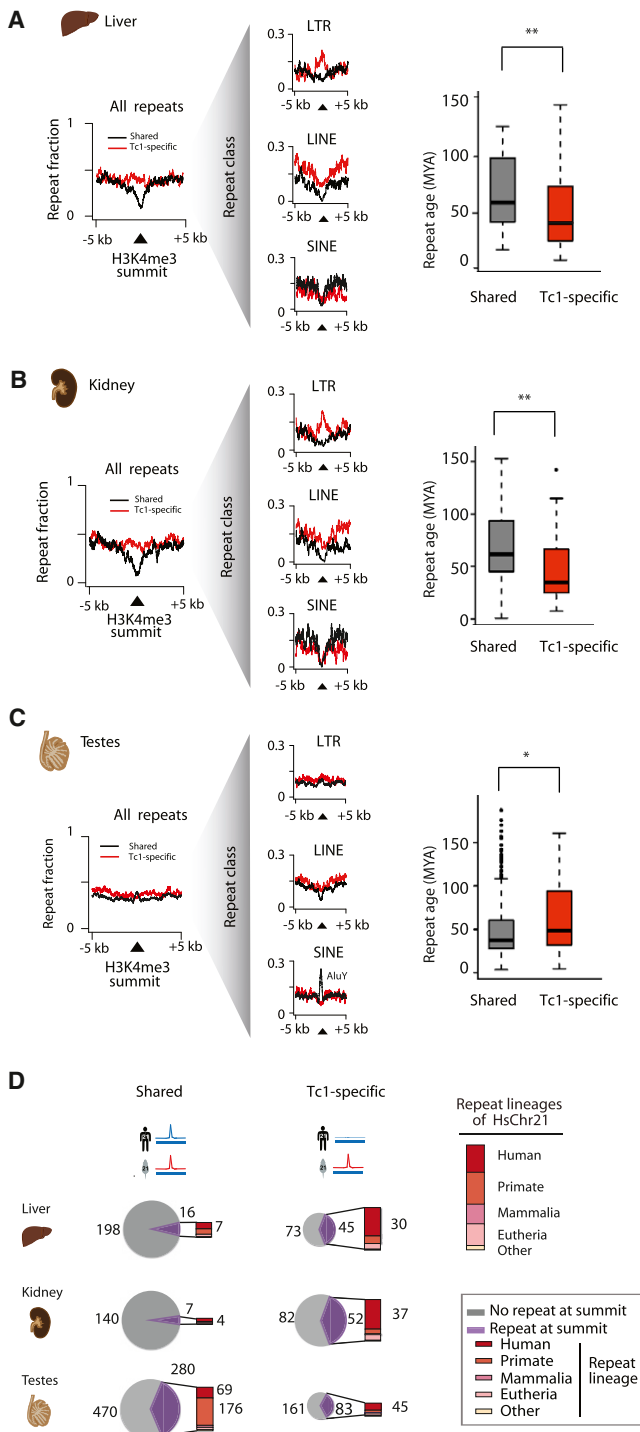 A
Liver
All repeats
Repeat fraction
1
0
Shared
Tc1-specific
-5 kb
+5 kb
H3K4me3
summit
Repeat class
LTR
0.3
0
-5 kb
+5 kb
LINE
0.3
0
-5 kb
+5 kb
SINE
0.3
0
-5 kb
+5 kb
**
Repeat age (MYA)
150
100
50
0
Shared
Tc1-specific
B
Kidney
All repeats
Repeat fraction
1
0
Shared
Tc1-specific
-5 kb
+5 kb
H3K4me3
summit
Repeat class
LTR
0.3
0
-5 kb
+5 kb
LINE
0.3
0
-5 kb
+5 kb
SINE
0.3
0
-5 kb
+5 kb
**
Repeat age (MYA)
150
100
50
0
Shared
Tc1-specific
C
Testes
All repeats
Repeat fraction
1
0
Shared
Tc1-specific
-5 kb
+5 kb
H3K4me3
summit
Repeat class
LTR
0.3
0
-5 kb
+5 kb
LINE
0.3
0
-5 kb
+5 kb
SINE
0.3
AluY
0
-5 kb
+5 kb
*
Repeat age (MYA)
150
100
50
0
Shared
Tc1-specific
D
Shared
Tc1-specific
Repeat lineages
of HsChr21
Human
Primate
Mammalia
Eutheria
Other
21
21
Liver
198
16
7
73
45
30
Kidney
140
7
4
82
52
37
Testes
470
280
69
176
161
83
45
No repeat at summit
Repeat at summit
Human
Primate
Mammalia
Eutheria
Other
Repeat
lineage